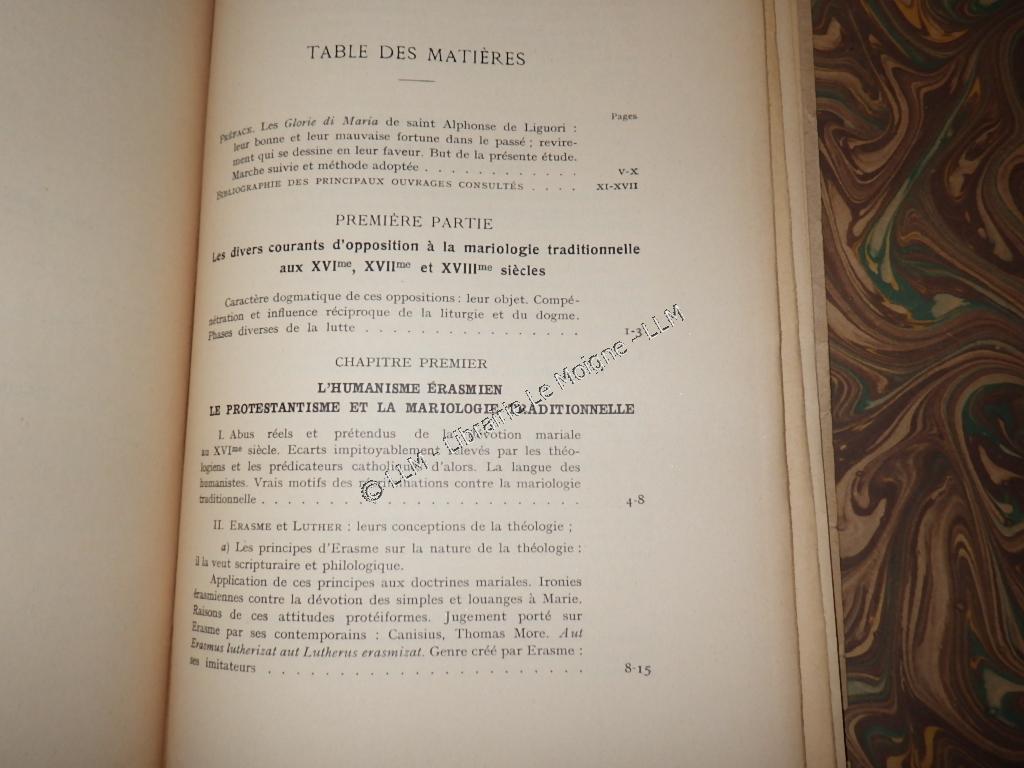 TABLE DES MATIÈRES
Pages
PRÉFACE. Les Glorie di Maria de saint Alphonse de Liguori :
leur bonne et leur mauvaise fortune dans le passé ; revire-
ment qui se dessine en leur faveur. But de la présente étude.
Marche suivie et méthode adoptée . . . . . . . . . . . . V-X
BIBLIOGRAPHIE DES PRINCIPAUX OUVRAGES CONSULTÉS . . . . XI-XVII
PREMIÈRE PARTIE
Les divers courants d'opposition à la mariologie traditionnelle
aux XVIme, XVIIme et XVIIIme siècles
Caractère dogmatique de ces oppositions : leur objet. Compé-
nétration et influence réciproque de la liturgie et du dogme.
Phases diverses de la lutte . . . . . . . . . . . . . . . . 1-3
CHAPITRE PREMIER
L'HUMANISME ÉRASMIEN
LE PROTESTANTISME ET LA MARIOLOGIE TRADITIONNELLE
I. Abus réels et prétendus de la dévotion mariale
au XVIme siècle. Ecarts impitoyablement relevés par les théo-
logiens et les prédicateurs catholiques d'alors. La langue des
humanistes. Vrais motifs des récriminations contre la mariologie
traditionnelle . . . . . . . . . . . . . . . . . . . . . . . 4-8
II. ERASME et LUTHER : leurs conceptions de la théologie ;
a) Les principes d'Erasme sur la nature de la théologie :
il la veut scripturaire et philologique.
Application de ces principes aux doctrines mariales. Ironies
érasmiennes contre la dévotion des simples et louanges à Marie.
Raisons de ces attitudes protéiformes. Jugement porté sur
Erasme par ses contemporains : Canisius, Thomas More. Aut
Erasmus lutherizat aut Lutherus erasmizat. Genre créé par Erasme :
ses imitateurs . . . . . . . . . . . . . . . . . . . . . . . 8-15
© LLM - Librairie Le Moigne - LLM